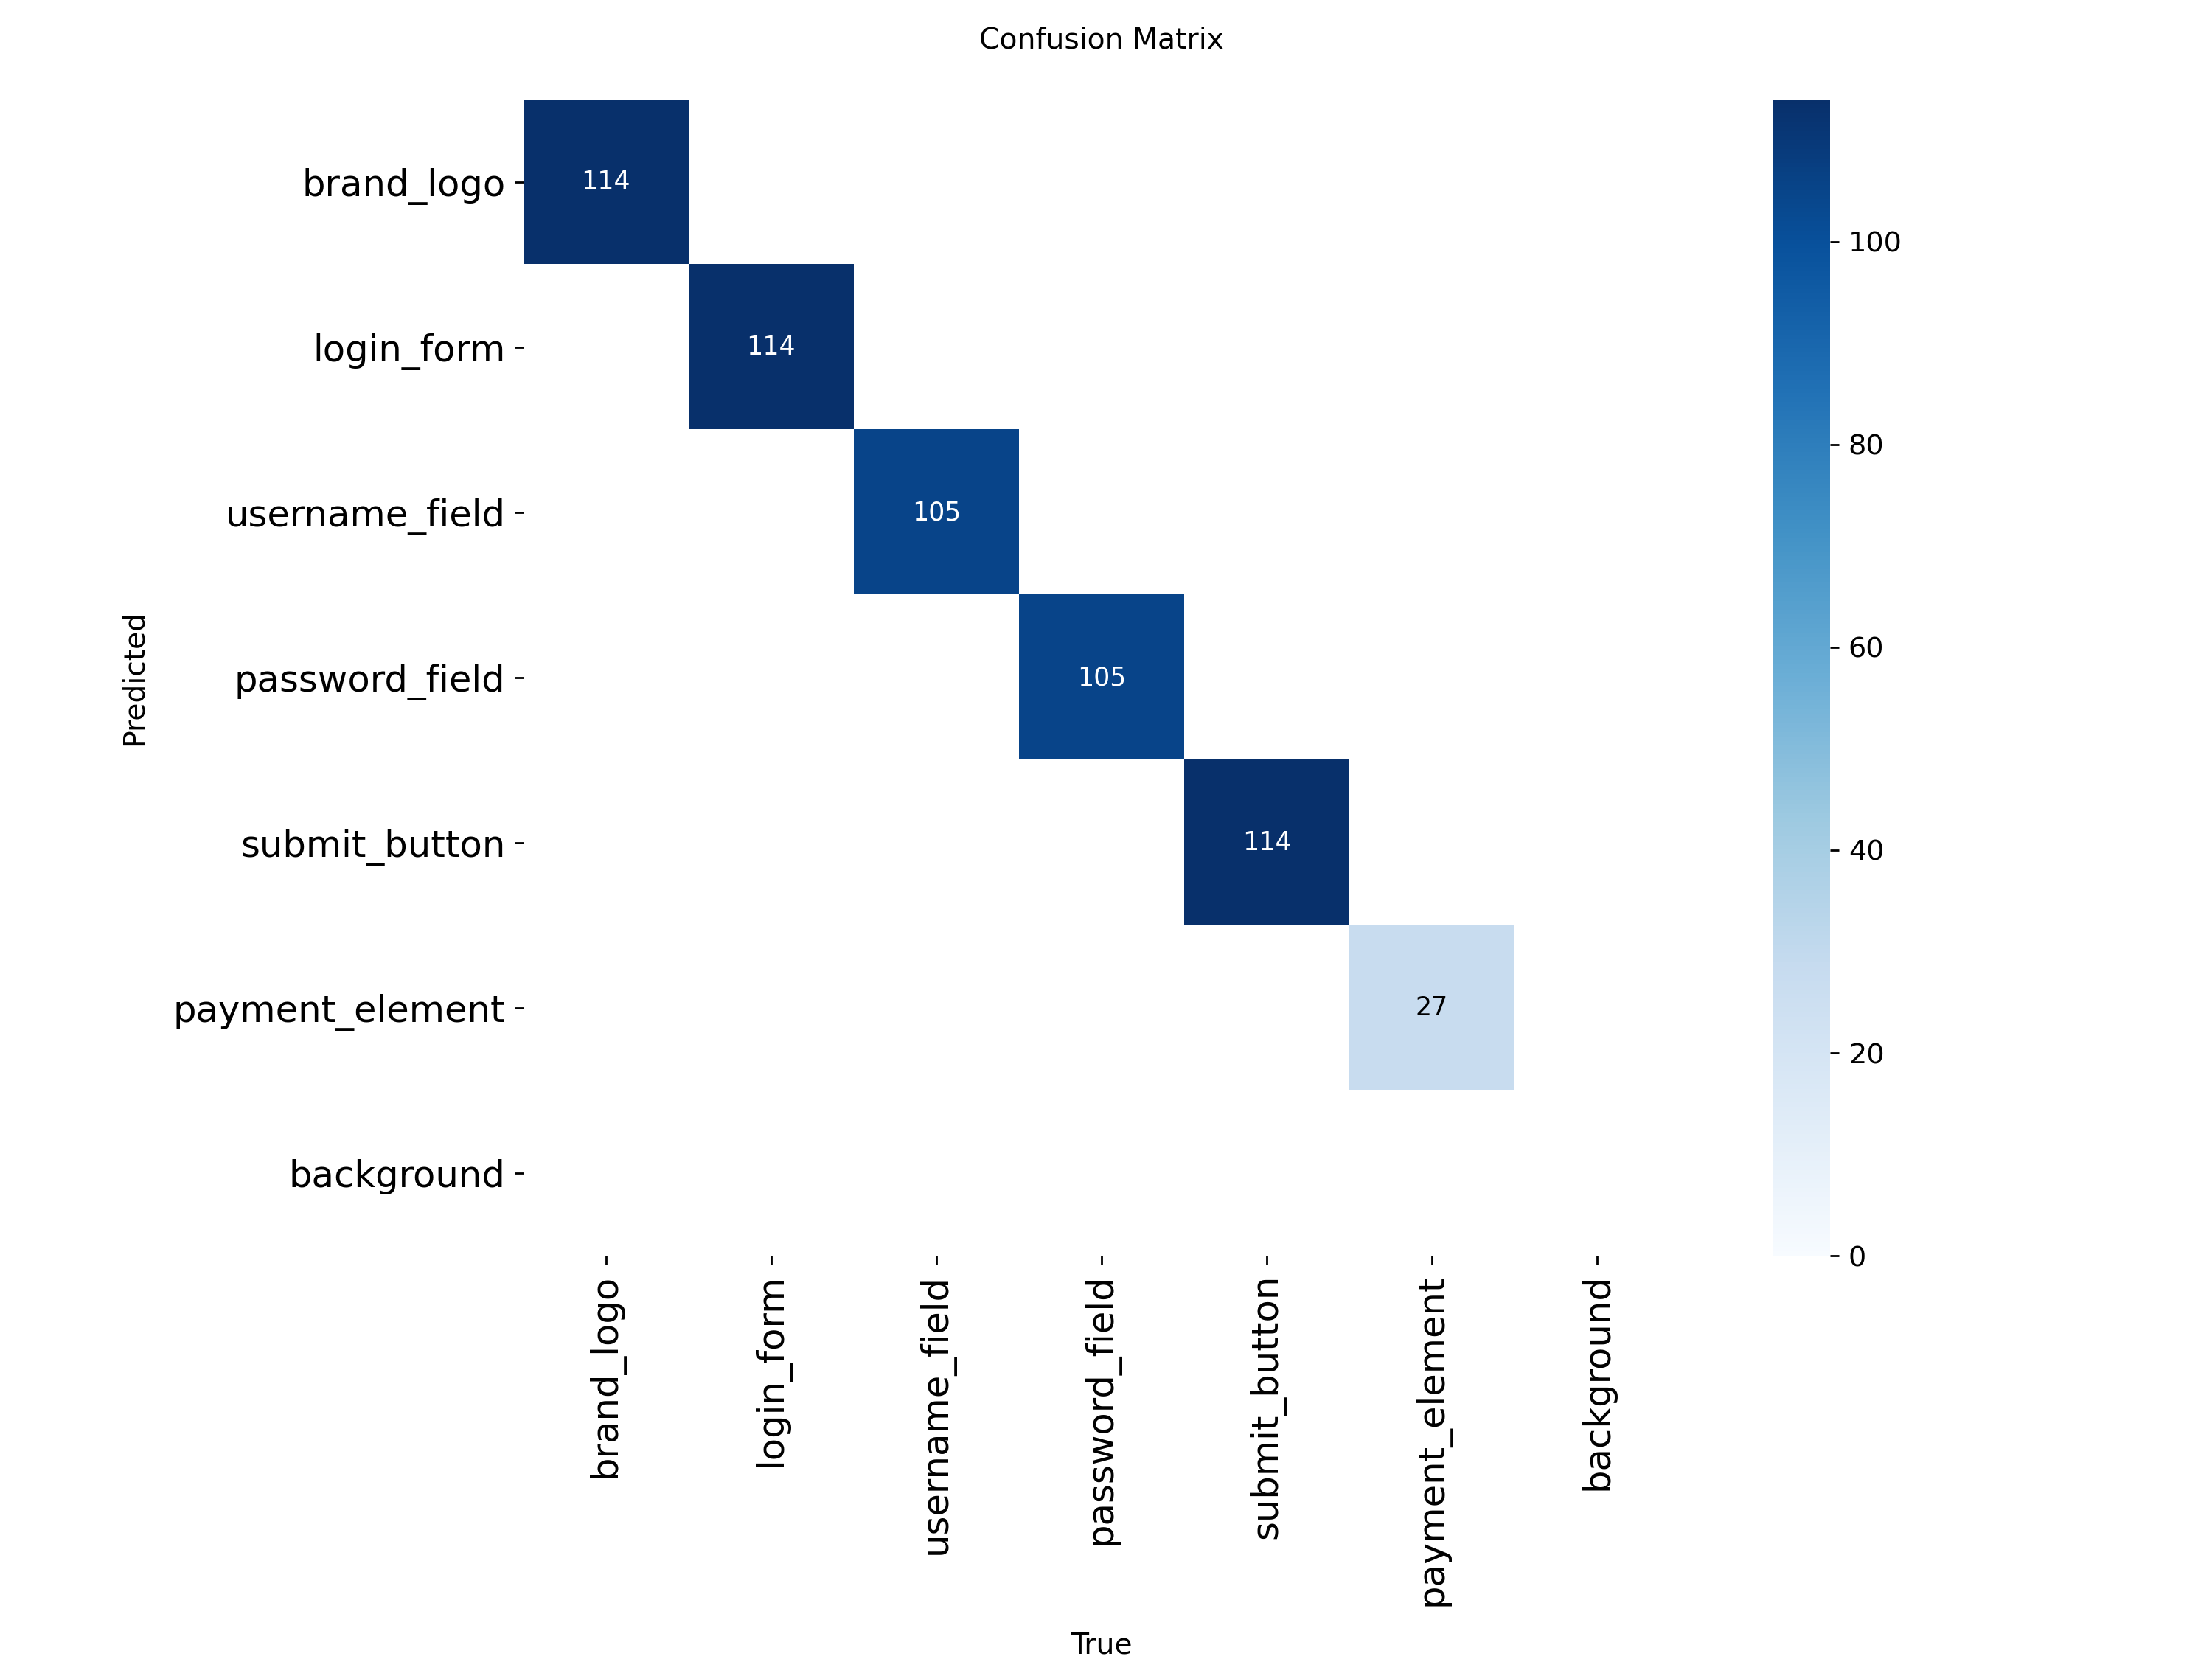 Confusion Matrix
brand_logo
114
login_form
114
username_field
105
password_field
105
submit_button
114
payment_element
27
background
Predicted
brand_logo
login_form
username_field
password_field
submit_button
payment_element
background
True
100
80
60
40
20
0